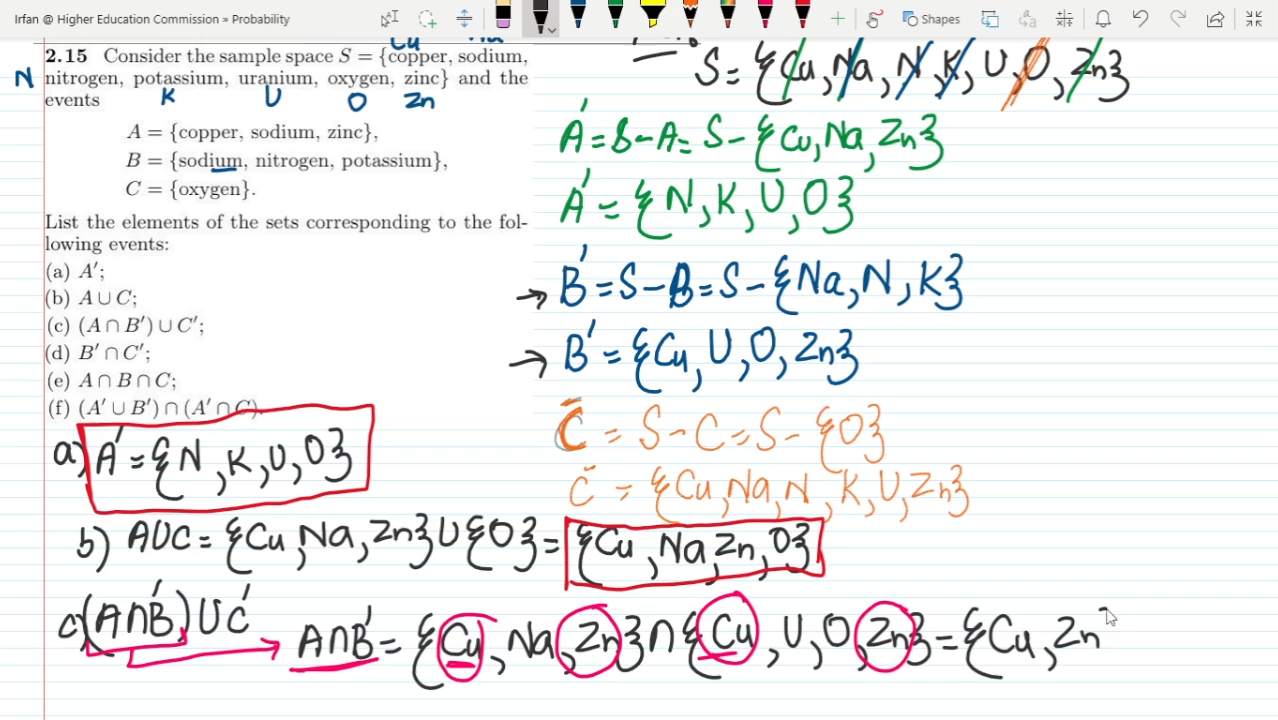 Irfan @ Higher Education Commission » Probability
Shapes
2.15 Consider the sample space S = {copper, sodium,
nitrogen, potassium, uranium, oxygen, zinc} and the
events
Cu
N
K U O Zn
A = {copper, sodium, zinc},
B = {sodium, nitrogen, potassium},
C = {oxygen}.
List the elements of the sets corresponding to the fol-
lowing events:
(a) A′;
(b) A ∪ C;
(c) (A ∩ B′) ∪ C′;
(d) B′ ∩ C′;
(e) A ∩ B ∩ C;
(f) (A′ ∪ B′) ∩ (A′ ∩ C).
S = {Cu, Na, N, K, U, O, Zn}
A′ = B - A = S - {Cu, Na, Zn}
A′ = {N, K, U, O}
→ B′ = S - B = S - {Na, N, K}
→ B′ = {Cu, U, O, Zn}
C̄ = S - C = S - {O}
C̄ = {Cu, Na, N, K, U, Zn}
a) A′ = {N, K, U, O}
b) AUC = {Cu, Na, Zn} U {O} = {Cu, Na, Zn, O}
c) (A∩B′) U C′ → A∩B′ = {Cu, Na, Zn} ∩ {Cu, U, O, Zn} = {Cu, Zn